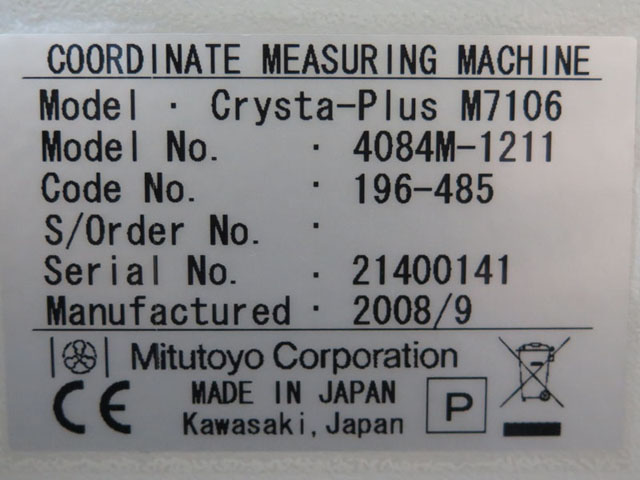 COORDINATE MEASURING MACHINE
Model · Crysta-Plus M7106
Model No. · 4084M-1211
Code No. · 196-485
S/Order No. ·
Serial No. · 21400141
Manufactured · 2008/9
Mitutoyo Corporation
CE MADE IN JAPAN P
Kawasaki, Japan